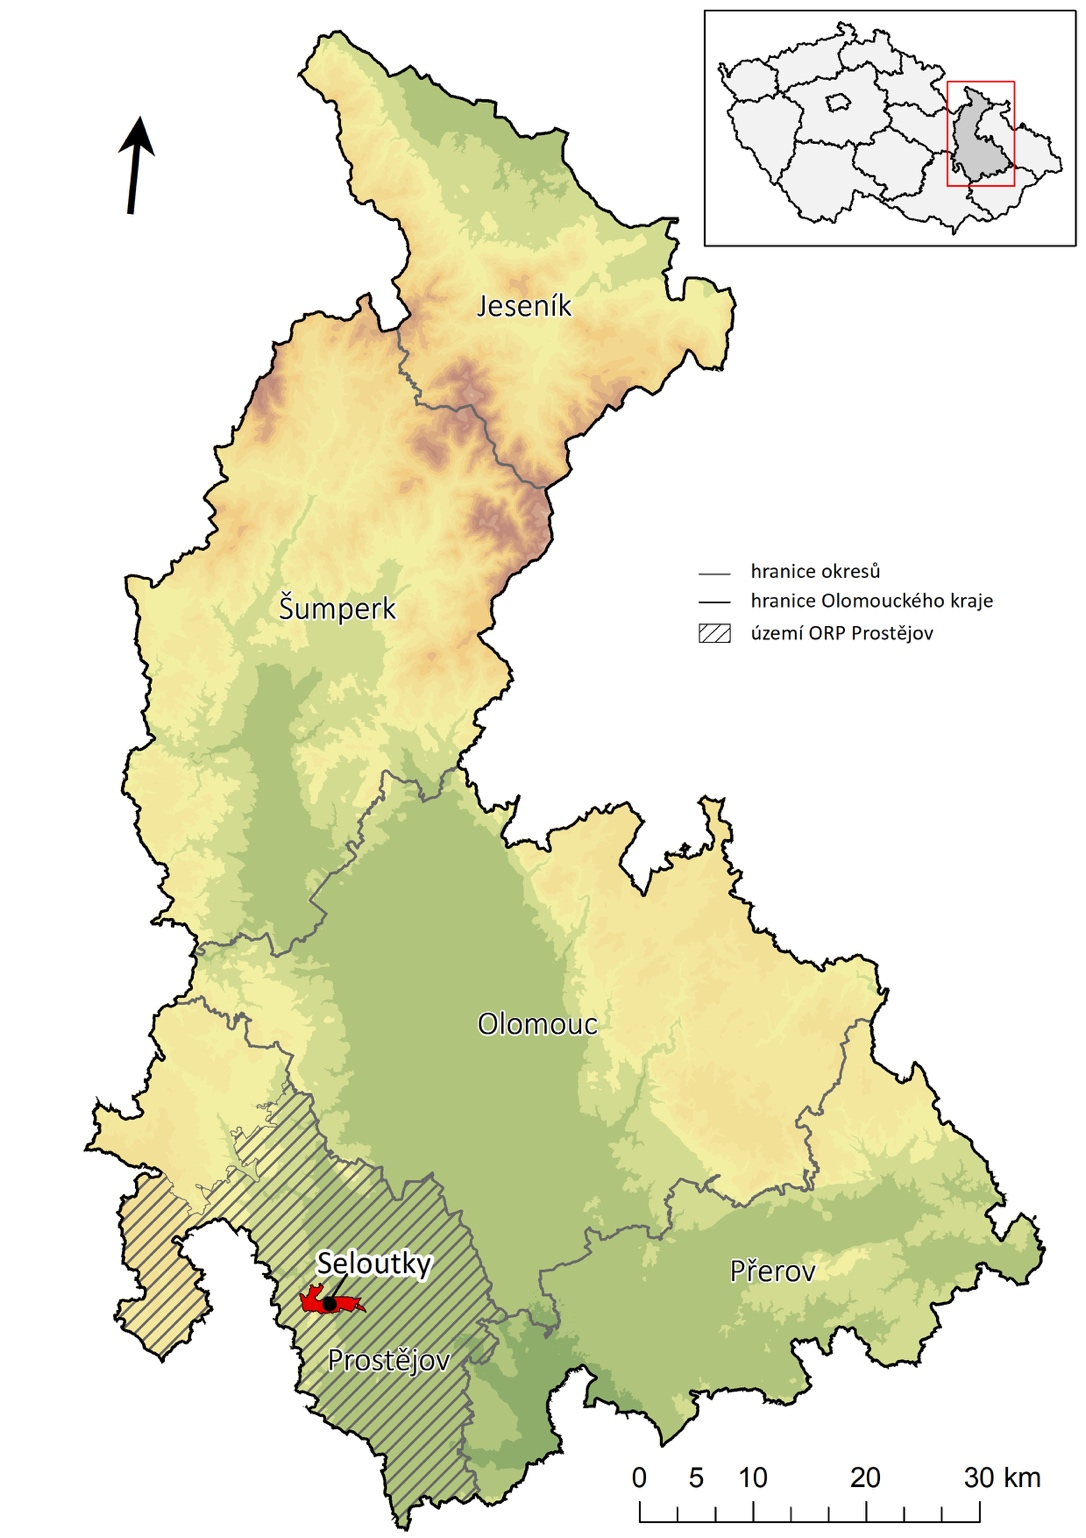 Jeseník
hranice okresů
hranice Olomouckého kraje
území ORP Prostějov
Šumperk
Olomouc
Seloutky
Přerov
Prostějov
0 5 10 20 30 km